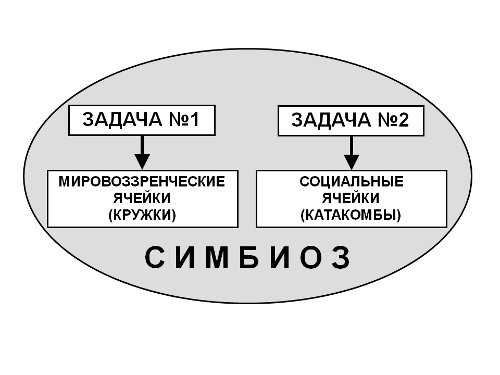 ЗАДАЧА №1
ЗАДАЧА №2
МИРОВОЗЗРЕНЧЕСКИЕ
ЯЧЕЙКИ
(КРУЖКИ)
СОЦИАЛЬНЫЕ
ЯЧЕЙКИ
(КАТАКОМБЫ)
СИМБИОЗ